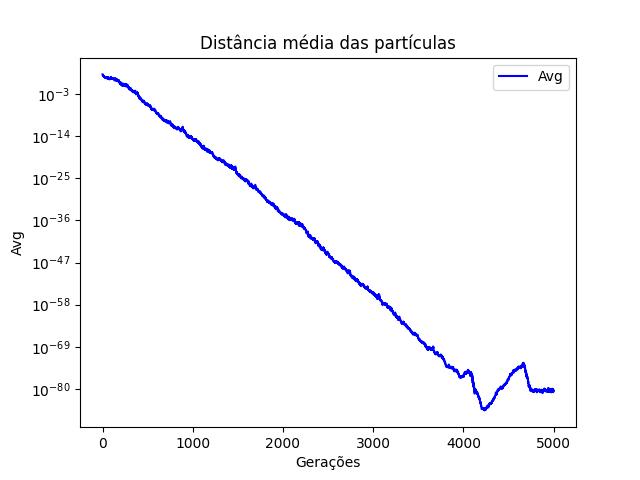 Distância média das partículas
Avg
10⁻³
10⁻¹⁴
10⁻²⁵
10⁻³⁶
10⁻⁴⁷
10⁻⁵⁸
10⁻⁶⁹
10⁻⁸⁰
Avg
0 1000 2000 3000 4000 5000
Gerações